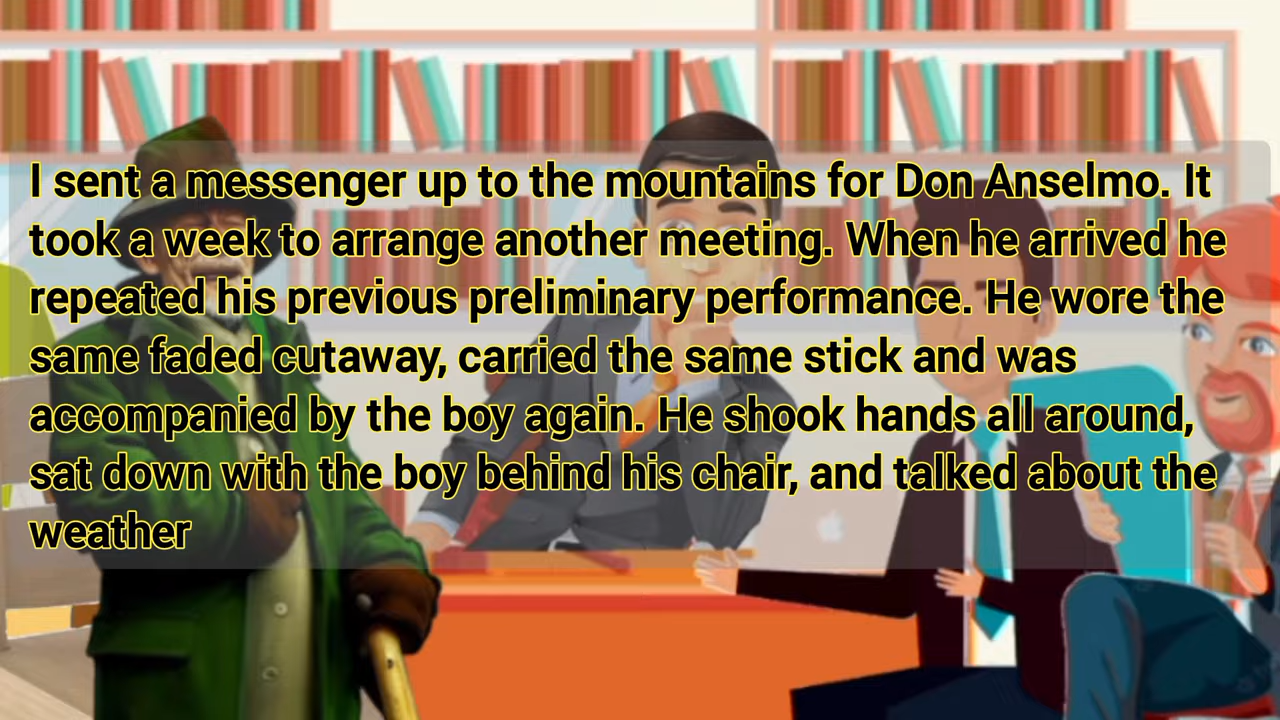 I sent a messenger up to the mountains for Don Anselmo. It
took a week to arrange another meeting. When he arrived he
repeated his previous preliminary performance. He wore the
same faded cutaway, carried the same stick and was
accompanied by the boy again. He shook hands all around,
sat down with the boy behind his chair, and talked about the
weather